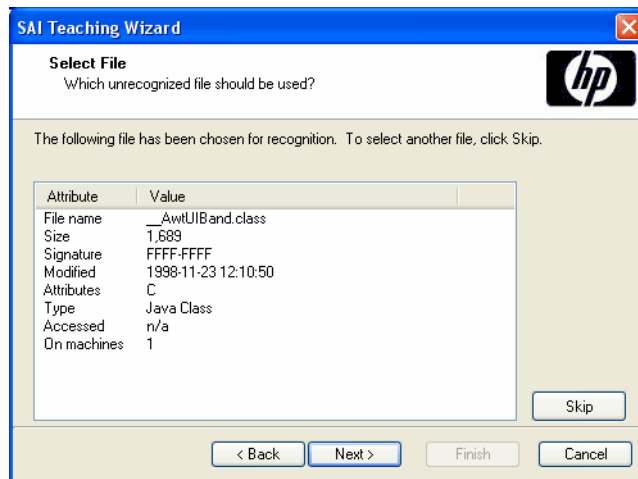 SAI Teaching Wizard
Select File
Which unrecognized file should be used?
hp
The following file has been chosen for recognition. To select another file, click Skip.
Attribute Value
File name __AwtUIBand.class
Size 1,689
Signature FFFF-FFFF
Modified 1998-11-23 12:10:50
Attributes C
Type Java Class
Accessed n/a
On machines 1
Skip
< Back Next > Finish Cancel